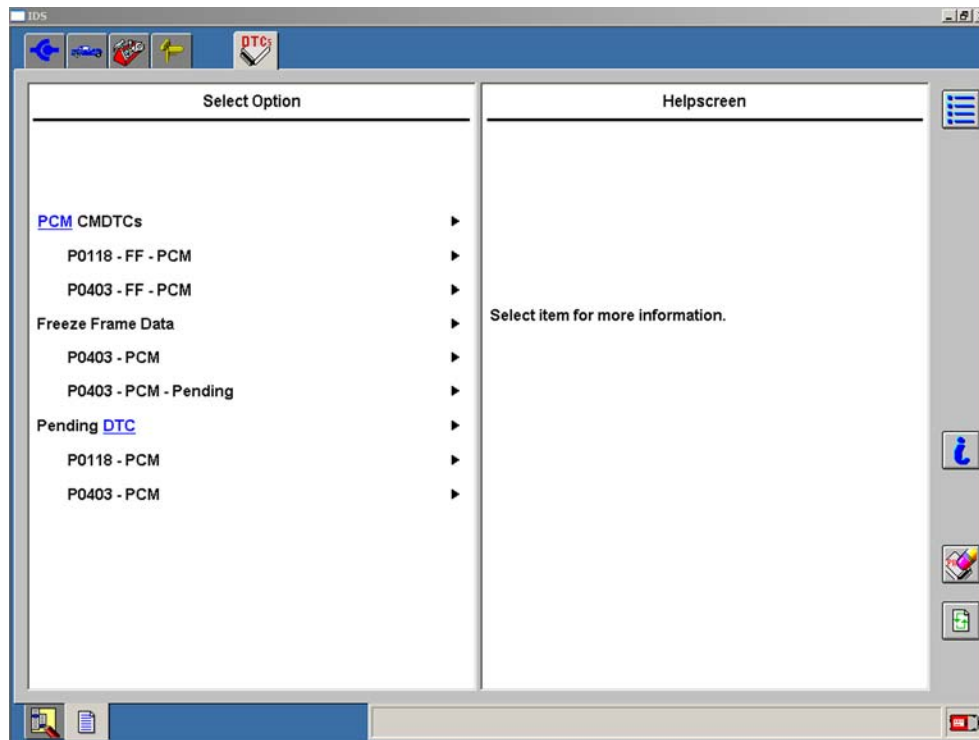 IDS
DTCs
Select Option
Helpscreen
PCM CMDTCs
P0118 - FF - PCM
P0403 - FF - PCM
Freeze Frame Data
P0403 - PCM
P0403 - PCM - Pending
Pending DTC
P0118 - PCM
P0403 - PCM
Select item for more information.
i